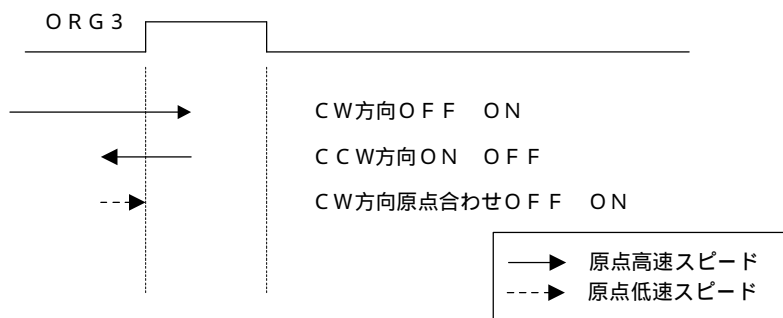 ＯＲＧ３
ＣＷ方向ＯＦＦ　ＯＮ
ＣＣＷ方向ＯＮ　ＯＦＦ
ＣＷ方向原点合わせＯＦＦ　ＯＮ
原点高速スピード
原点低速スピード